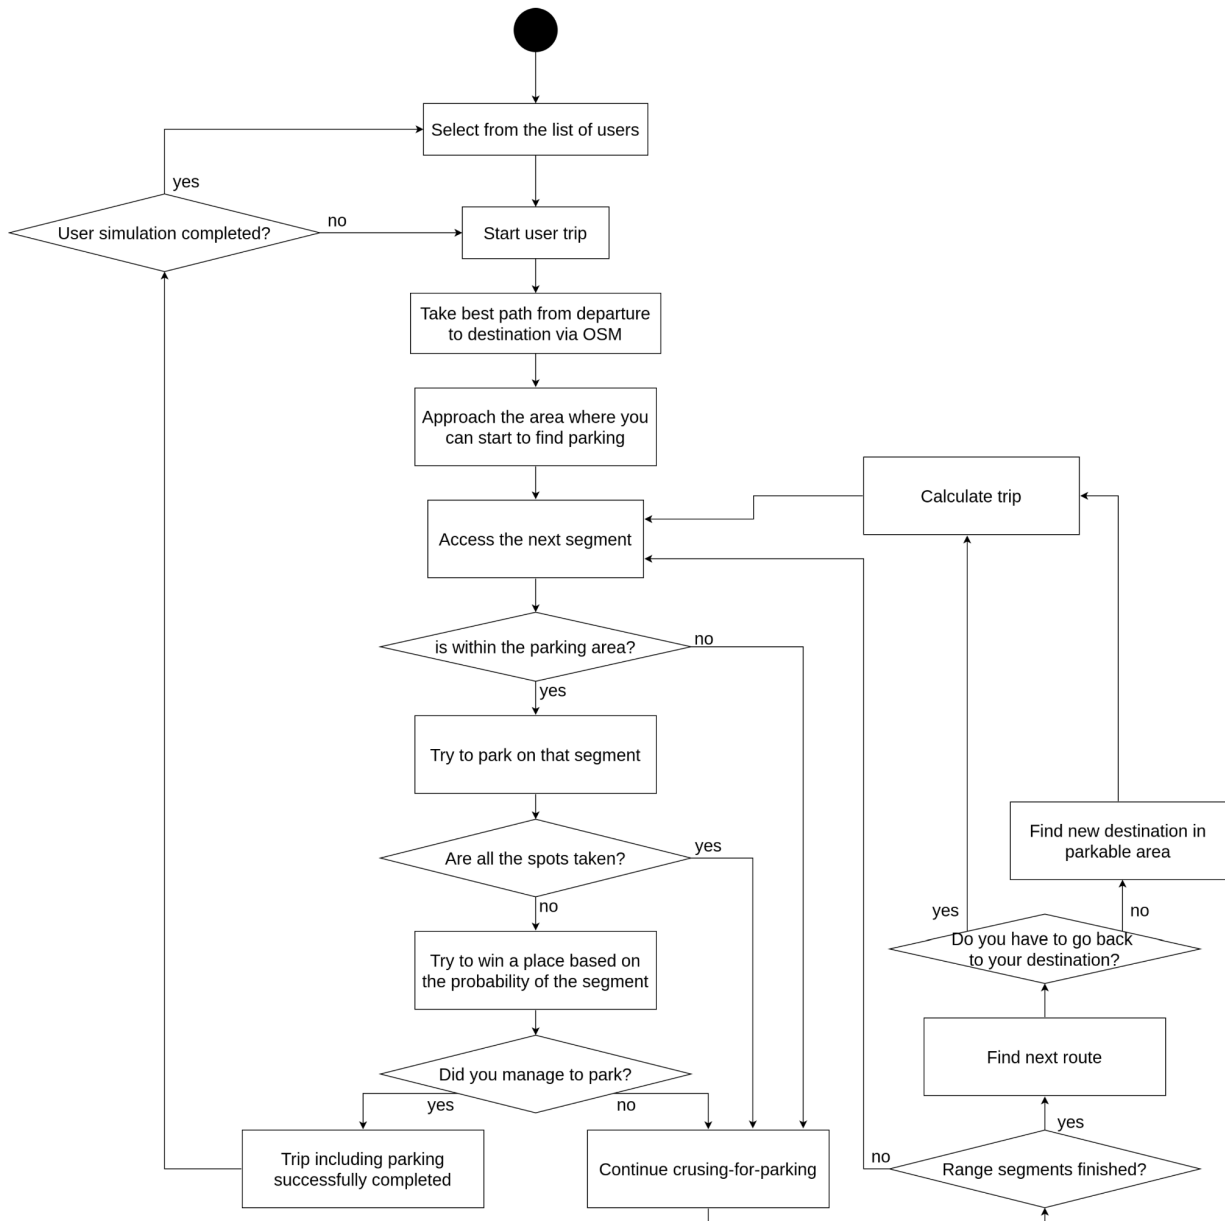 Select from the list of users
yes
User simulation completed?
no
Start user trip
Take best path from departure
to destination via OSM
Approach the area where you
can start to find parking
Calculate trip
Access the next segment
is within the parking area?
no
yes
Try to park on that segment
Find new destination in
parkable area
Are all the spots taken?
yes
no
yes
no
Do you have to go back
to your destination?
Try to win a place based on
the probability of the segment
Find next route
Did you manage to park?
yes
no
yes
Trip including parking
successfully completed
Continue crusing-for-parking
no
Range segments finished?